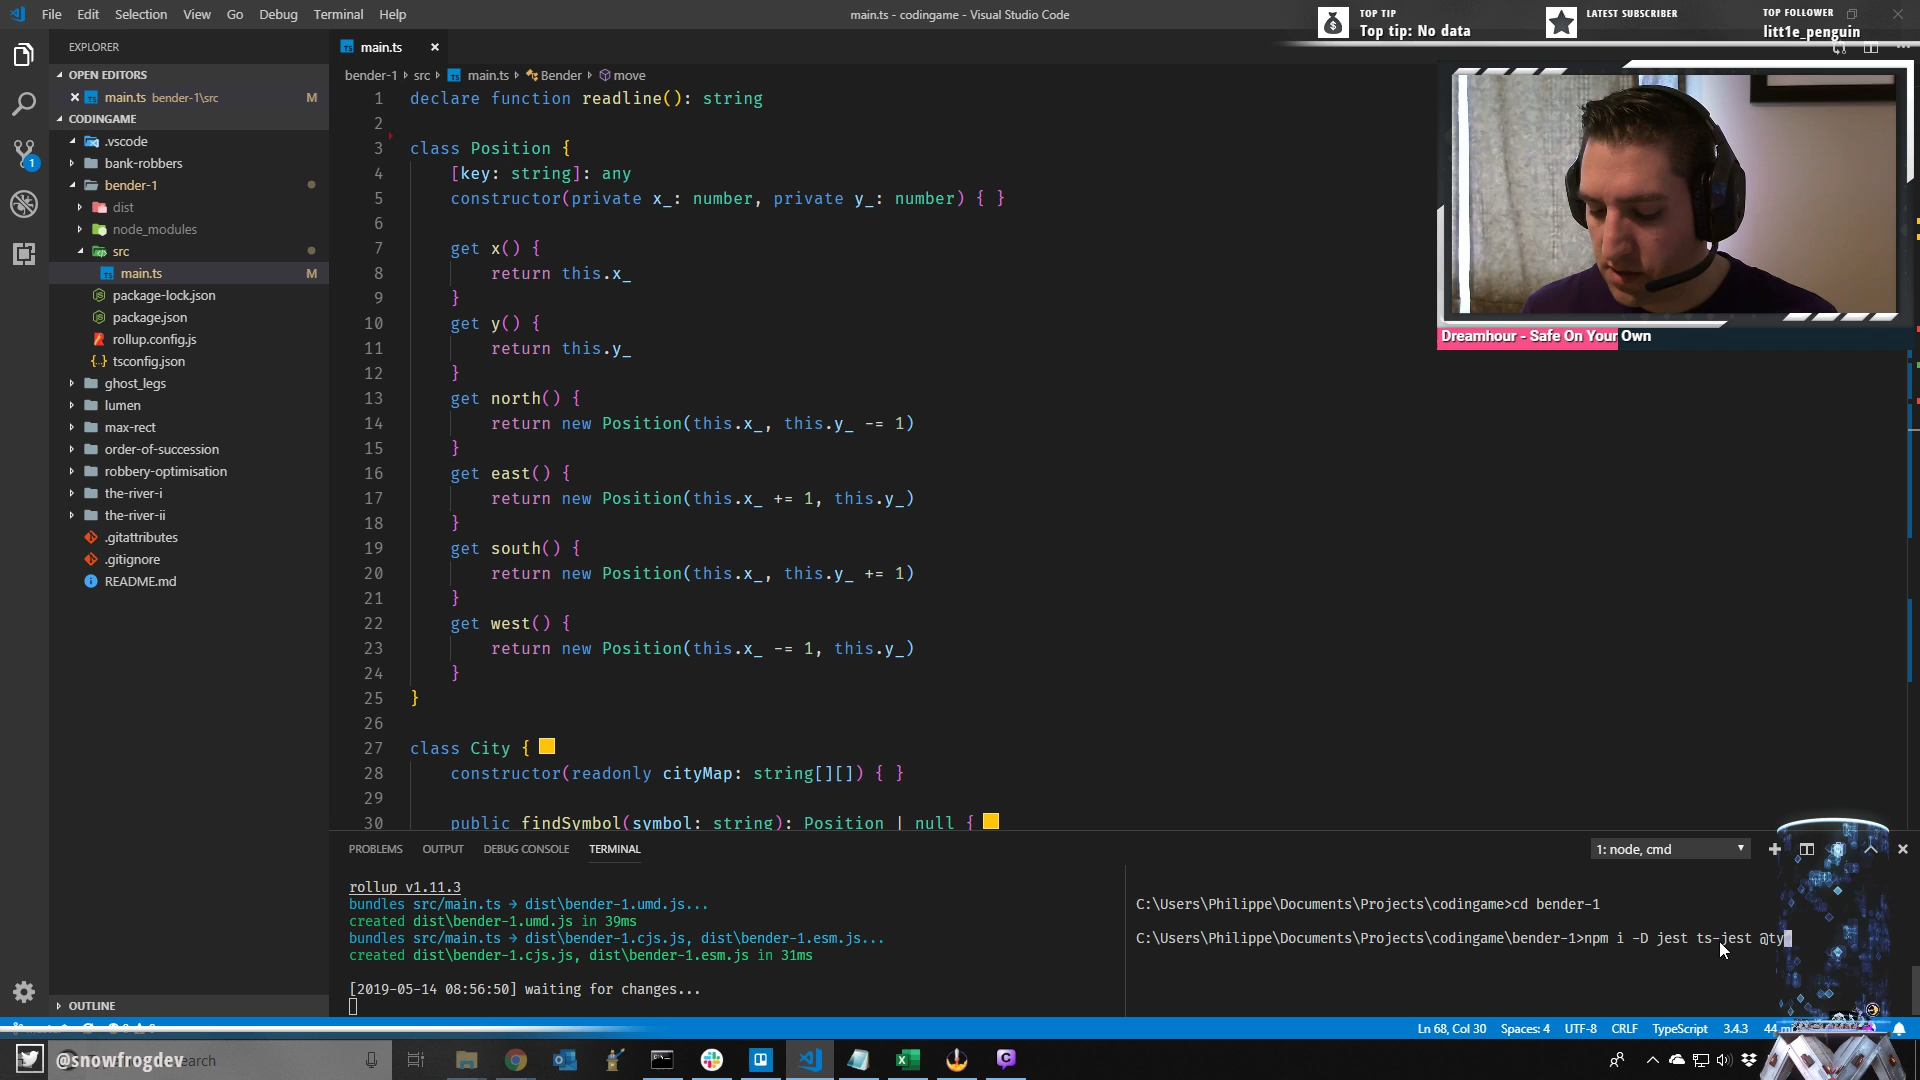 File Edit Selection View Go Debug Terminal Help
main.ts - codingame - Visual Studio Code
TOP TIP
Top tip: No data
LATEST SUBSCRIBER
TOP FOLLOWER
litt1e_penguin
EXPLORER
OPEN EDITORS
main.ts bender-1\src M
CODINGAME
.vscode
bank-robbers
bender-1
dist
node_modules
src
main.ts M
package-lock.json
package.json
rollup.config.js
tsconfig.json
ghost_legs
lumen
max-rect
order-of-succession
robbery-optimisation
the-river-i
the-river-ii
.gitattributes
.gitignore
README.md
OUTLINE
1
main.ts
bender-1 src main.ts Bender move
1 declare function readline(): string
2
3 class Position {
4 [key: string]: any
5 constructor(private x_: number, private y_: number) { }
6
7 get x() {
8 return this.x_
9 }
10 get y() {
11 return this.y_
12 }
13 get north() {
14 return new Position(this.x_, this.y_ -= 1)
15 }
16 get east() {
17 return new Position(this.x_ += 1, this.y_)
18 }
19 get south() {
20 return new Position(this.x_, this.y_ += 1)
21 }
22 get west() {
23 return new Position(this.x_ -= 1, this.y_)
24 }
25 }
26
27 class City {
28 constructor(readonly cityMap: string[][]) { }
29
30 public findSymbol(symbol: string): Position | null {
Dreamhour - Safe On Your Own
PROBLEMS OUTPUT DEBUG CONSOLE TERMINAL
1: node, cmd
rollup v1.11.3
bundles src/main.ts → dist\bender-1.umd.js...
created dist\bender-1.umd.js in 39ms
bundles src/main.ts → dist\bender-1.cjs.js, dist\bender-1.esm.js...
created dist\bender-1.cjs.js, dist\bender-1.esm.js in 31ms
[2019-05-14 08:56:50] waiting for changes...
C:\Users\Philippe\Documents\Projects\codingame>cd bender-1
C:\Users\Philippe\Documents\Projects\codingame\bender-1>npm i -D jest ts-jest @ty
Ln 68, Col 30 Spaces: 4 UTF-8 CRLF TypeScript 3.4.3
@snowfrogdev